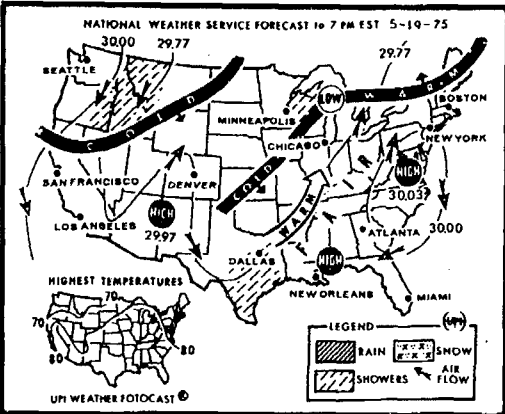 NATIONAL WEATHER SERVICE FORECAST to 7 PM EST 5-19-75
30.00 29.77
29.77
SEATTLE
COLD
LOW
WARM
BOSTON
MINNEAPOLIS
NEW YORK
CHICAGO
HIGH
30.03
SAN FRANCISCO
DENVER
COLD
WARM
FAIR
HIGH
29.97
LOS ANGELES
ATLANTA
30.00
DALLAS
HIGH
NEW ORLEANS
MIAMI
HIGHEST TEMPERATURES
70
70
80
80
UPI WEATHER FOTOCAST ©
LEGEND
UPI
RAIN
SNOW
SHOWERS
AIR FLOW